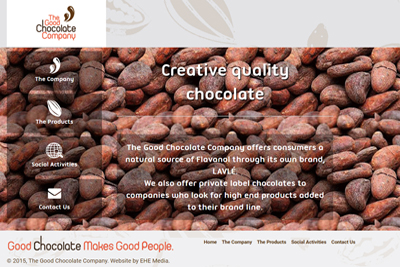 The
Good
Chocolate
Company
The Company
The Products
Social Activities
Contact Us
Creative quality
chocolate
The Good Chocolate Company offers consumers a
natural source of Flavanol through its own brand,
LAVLÉ.
We also offer private label chocolates to
companies who look for high end products added
to their brand line.
Good Chocolate Makes Good People.
Home The Company The Products Social Activities Contact Us
© 2015, The Good Chocolate Company. Website by EHE Media.